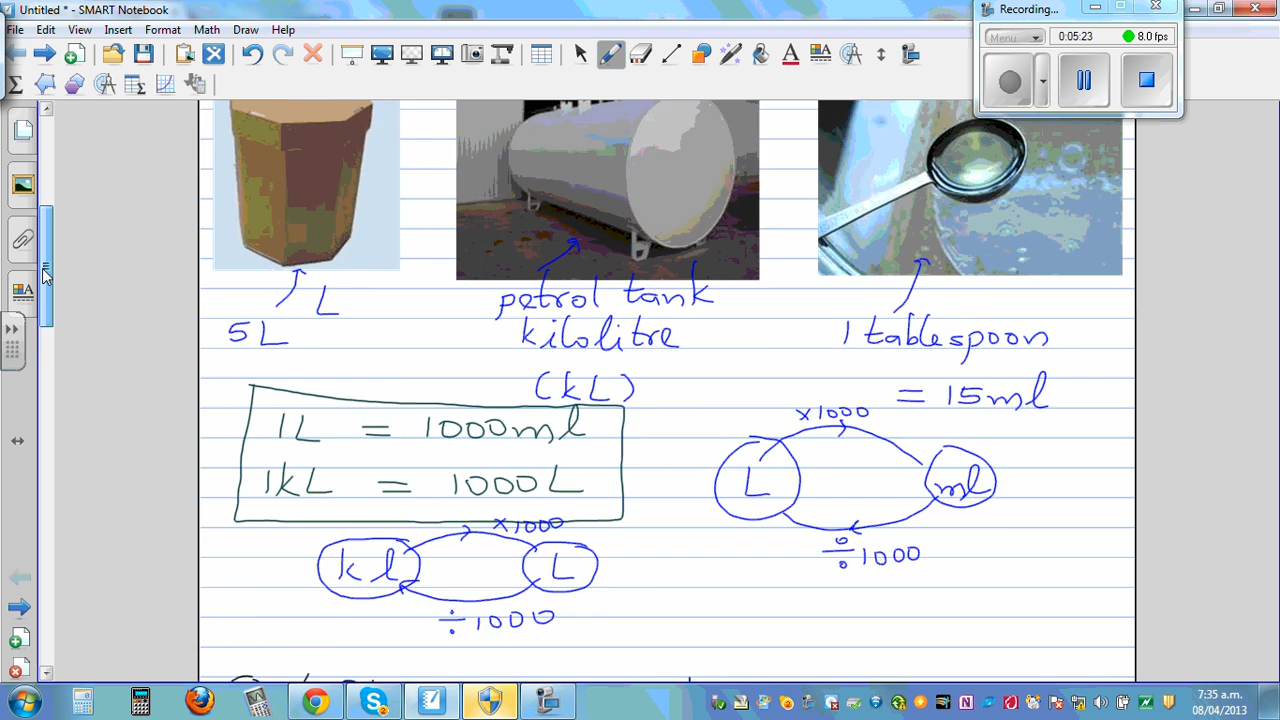 Untitled * - SMART Notebook
Recording...
File Edit View Insert Format Math Draw Help
Menu 0:05:23 8.0 fps
L
5L
petrol tank
kilolitre
(kL)
1 tablespoon
= 15ml
1L = 1000ml
1kL = 1000L
x1000
L ml
÷1000
x1000
kl L
÷1000
7:35 a.m.
08/04/2013